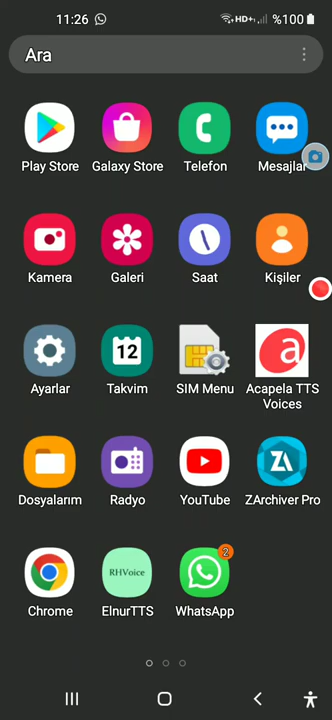 11:26 HD+ %100
Ara
Play Store Galaxy Store Telefon Mesajlar
Kamera Galeri Saat Kişiler
12
Ayarlar Takvim SIM Menu Acapela TTS
Voices
a
ZA
Dosyalarım Radyo YouTube ZArchiver Pro
RHVoice
2
Chrome ElnurTTS WhatsApp